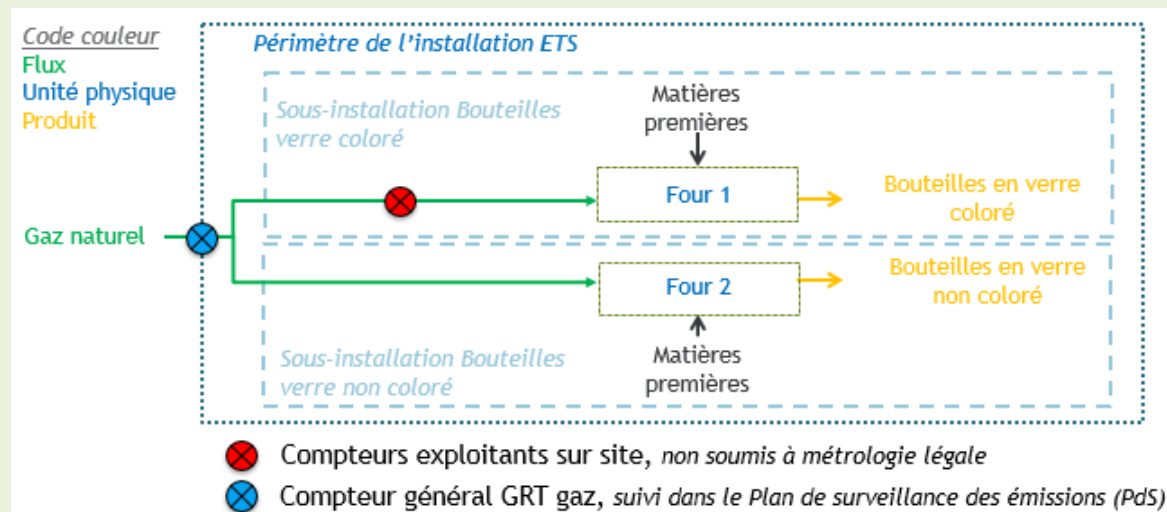 Code couleur
Flux
Unité physique
Produit
Périmètre de l'installation ETS
Sous-installation Bouteilles
verre coloré
Matières
premières
Four 1
Bouteilles en verre
coloré
Gaz naturel
Four 2
Bouteilles en verre
non coloré
Sous-installation Bouteilles
verre non coloré
Matières
premières
Compteurs exploitants sur site, non soumis à métrologie légale
Compteur général GRT gaz, suivi dans le Plan de surveillance des émissions (PdS)